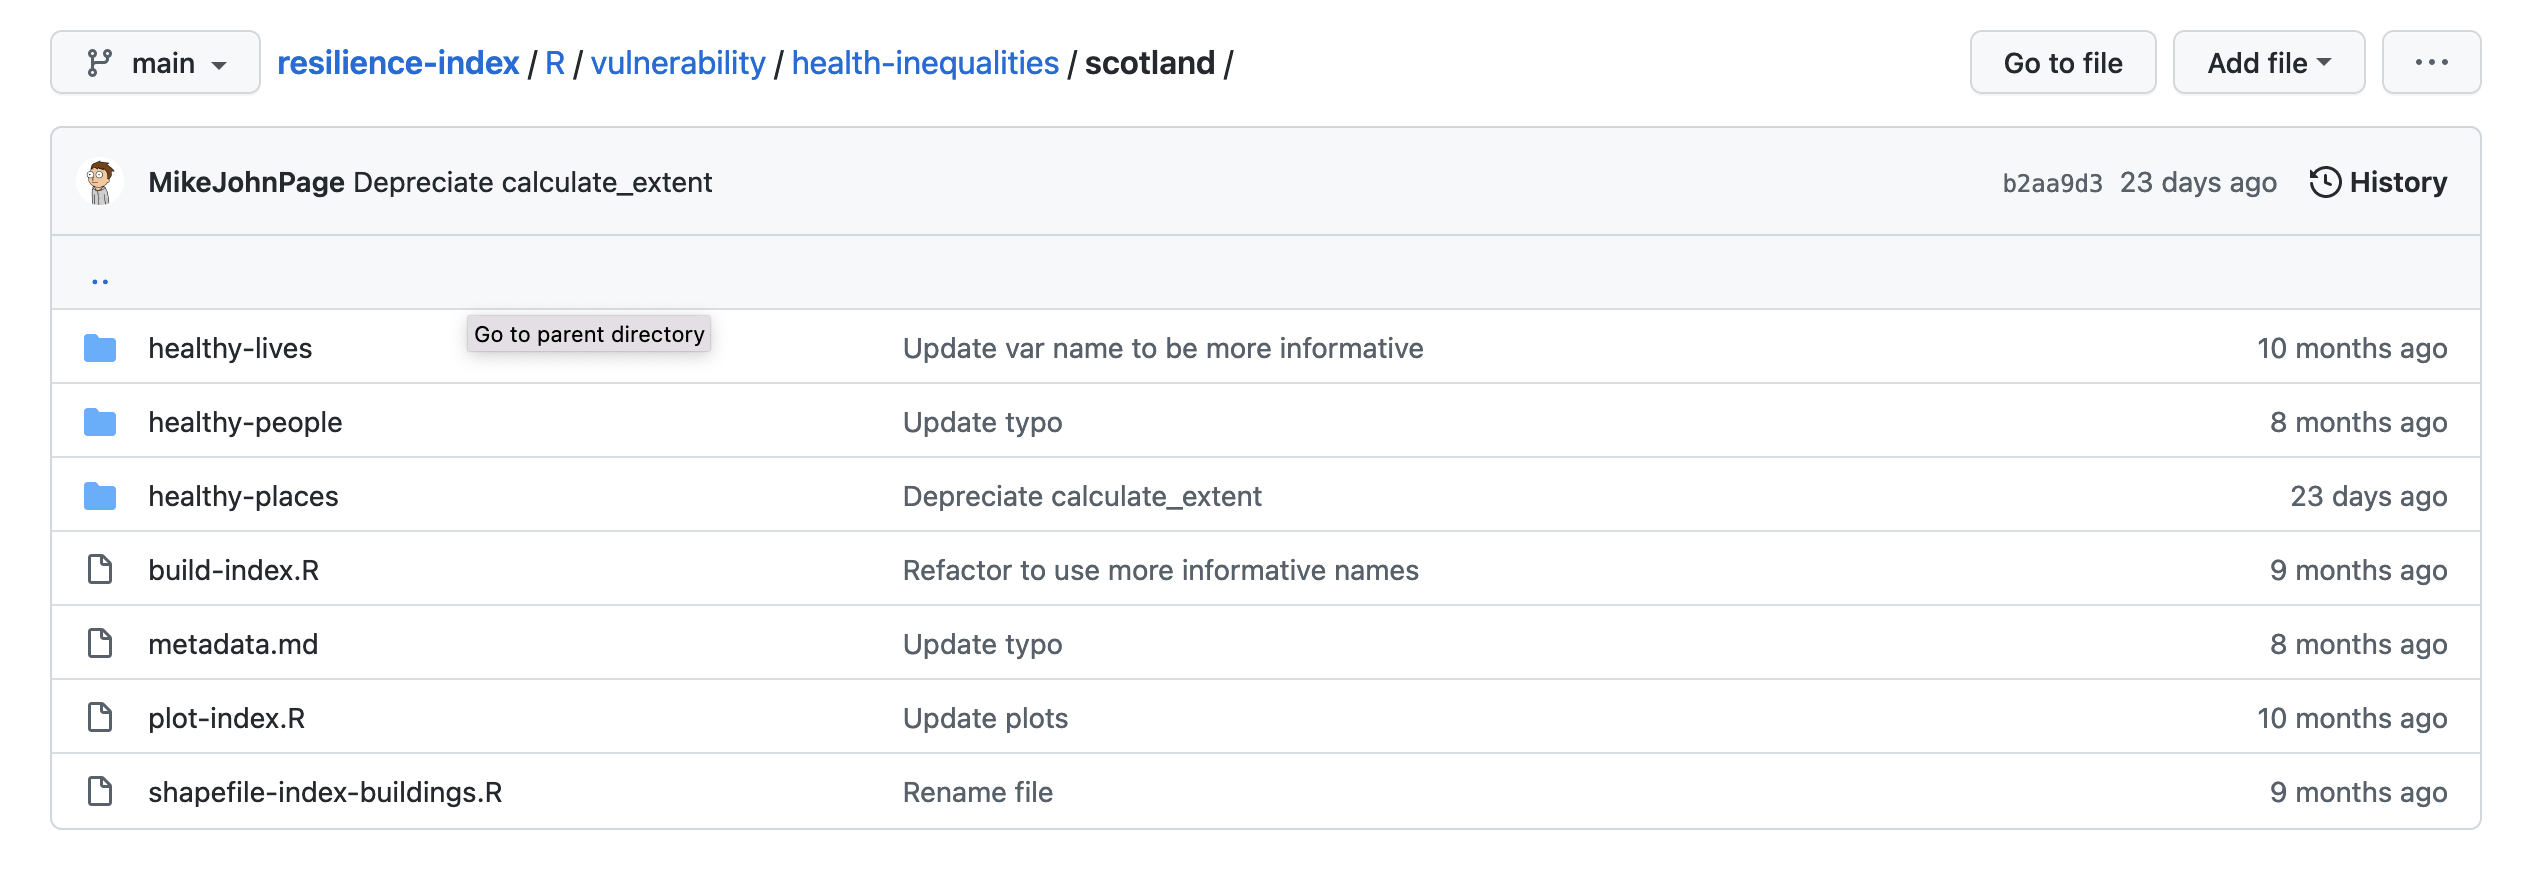 main resilience-index / R / vulnerability / health-inequalities / scotland / Go to file Add file ...
MikeJohnPage Depreciate calculate_extent b2aa9d3 23 days ago History
..
Go to parent directory
healthy-lives Update var name to be more informative 10 months ago
healthy-people Update typo 8 months ago
healthy-places Depreciate calculate_extent 23 days ago
build-index.R Refactor to use more informative names 9 months ago
metadata.md Update typo 8 months ago
plot-index.R Update plots 10 months ago
shapefile-index-buildings.R Rename file 9 months ago